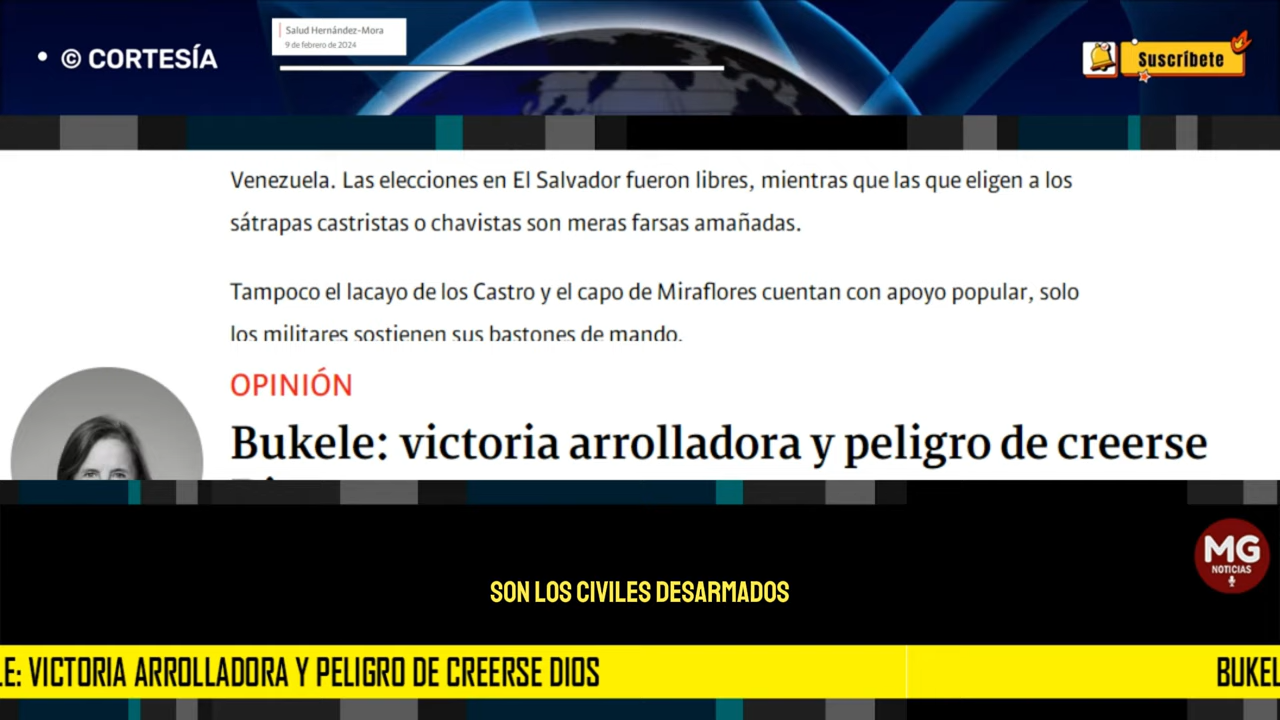 • © CORTESÍA
Salud Hernández-Mora
9 de febrero de 2024
Suscríbete
Venezuela. Las elecciones en El Salvador fueron libres, mientras que las que eligen a los
sátrapas castristas o chavistas son meras farsas amañadas.
Tampoco el lacayo de los Castro y el capo de Miraflores cuentan con apoyo popular, solo
los militares sostienen sus bastones de mando.
OPINIÓN
Bukele: victoria arrolladora y peligro de creerse
MG
NOTICIAS
SON LOS CIVILES DESARMADOS
LE: VICTORIA ARROLLADORA Y PELIGRO DE CREERSE DIOS
BUKEL